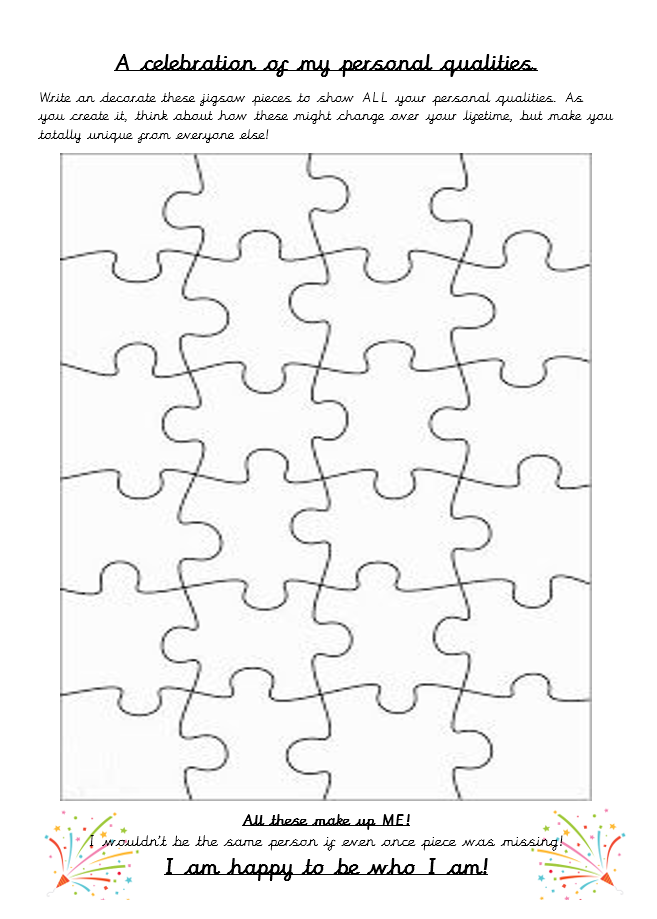 A celebration of my personal qualities.
Write an decorate these jigsaw pieces to show ALL your personal qualities. As
you create it, think about how these might change over your lifetime, but make you
totally unique from everyone else!
All these make up ME!
I wouldn't be the same person if even once piece was missing!
I am happy to be who I am!